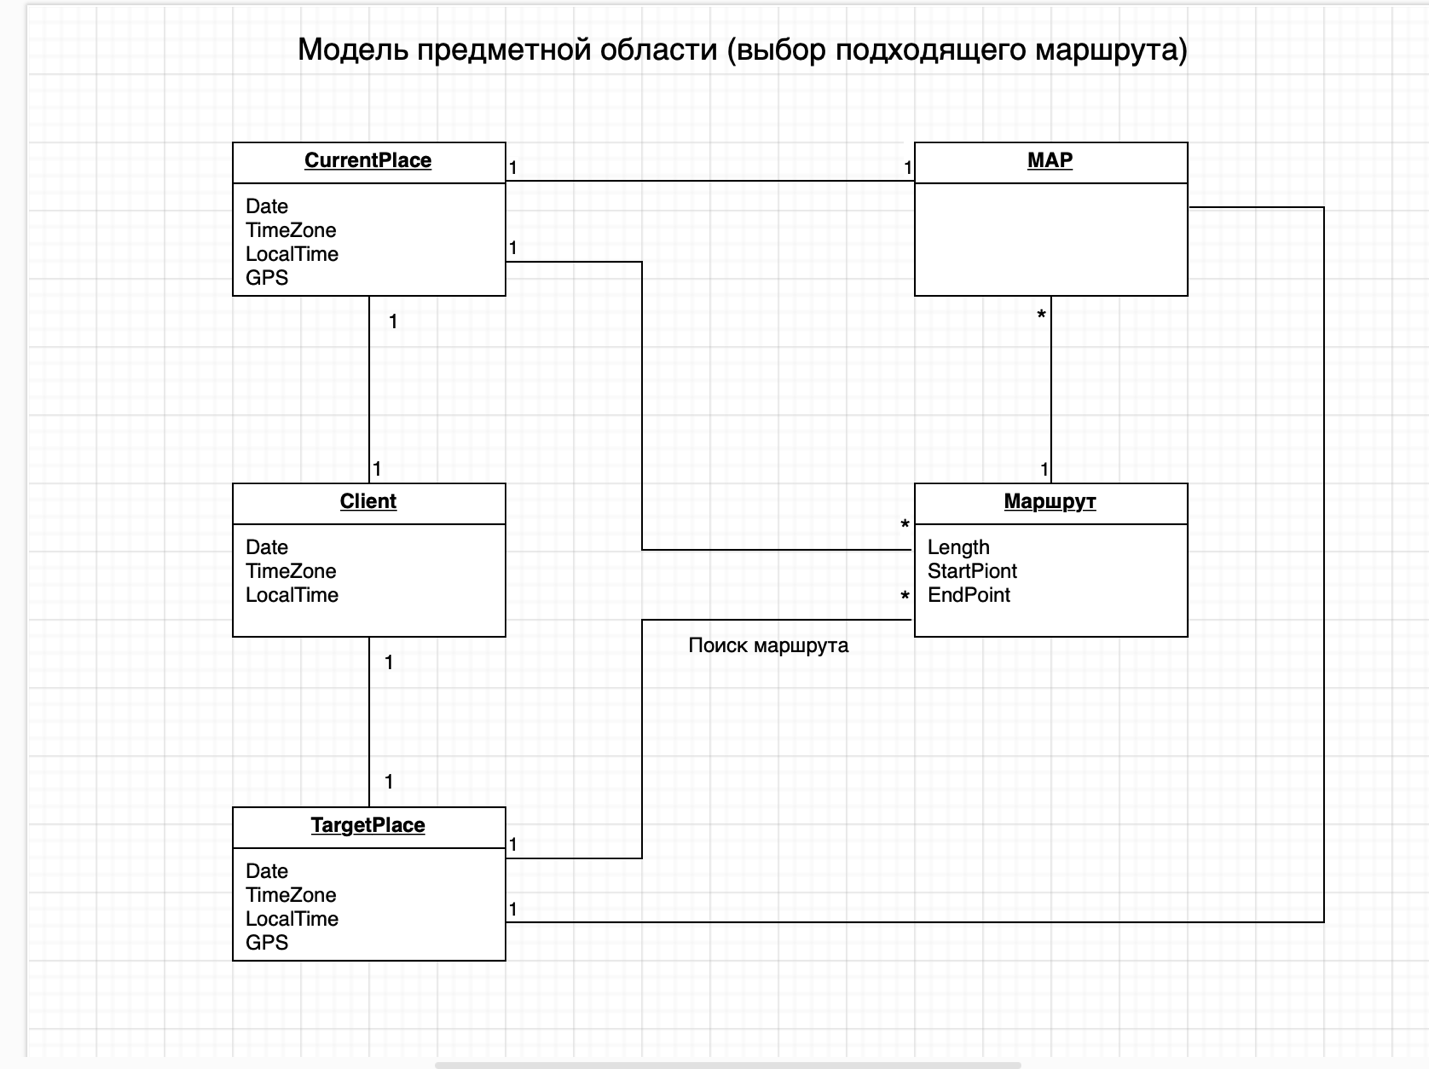 Модель предметной области (выбор подходящего маршрута)
CurrentPlace
Date
TimeZone
LocalTime
GPS
1
1
MAP
1
1
*
1
1
Client
Date
TimeZone
LocalTime
*
Маршрут
Length
StartPiont
EndPoint
*
Поиск маршрута
1
1
TargetPlace
Date
TimeZone
LocalTime
GPS
1
1